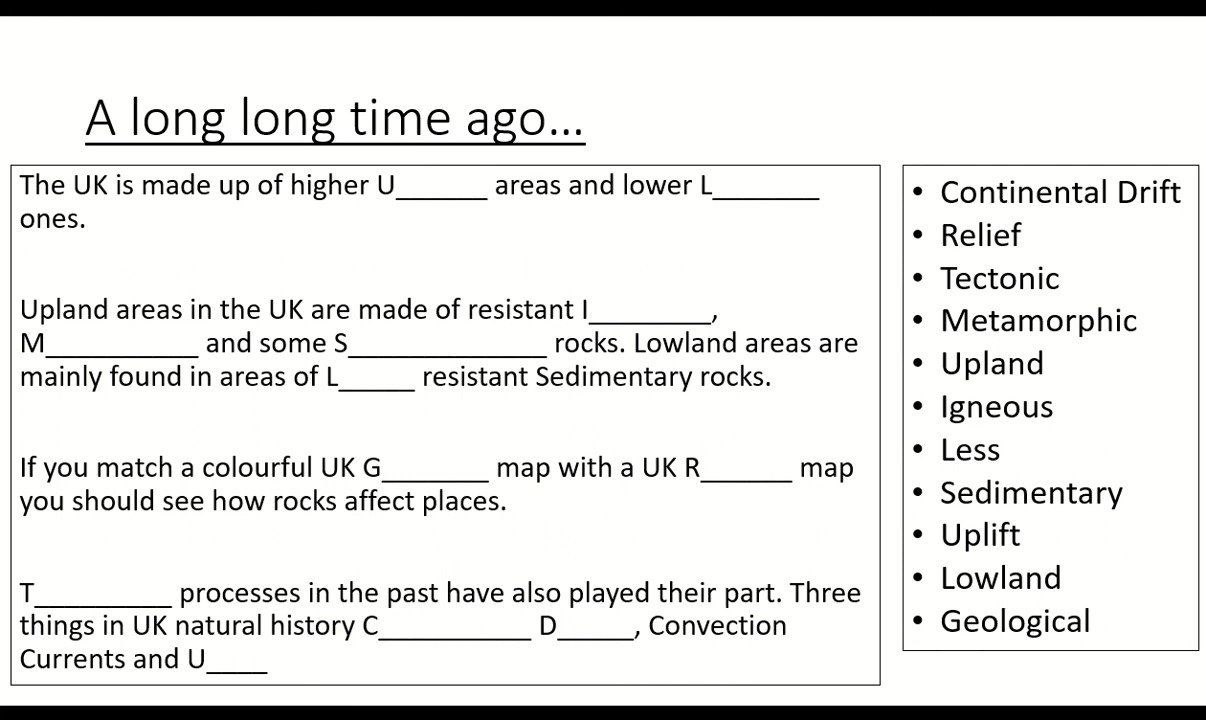 A long long time ago...
The UK is made up of higher U______ areas and lower L_______
ones.
Upland areas in the UK are made of resistant I________,
M__________ and some S_____________ rocks. Lowland areas are
mainly found in areas of L_____ resistant Sedimentary rocks.
If you match a colourful UK G_______ map with a UK R______ map
you should see how rocks affect places.
T_________ processes in the past have also played their part. Three
things in UK natural history C__________ D_____, Convection
Currents and U____
• Continental Drift
• Relief
• Tectonic
• Metamorphic
• Upland
• Igneous
• Less
• Sedimentary
• Uplift
• Lowland
• Geological